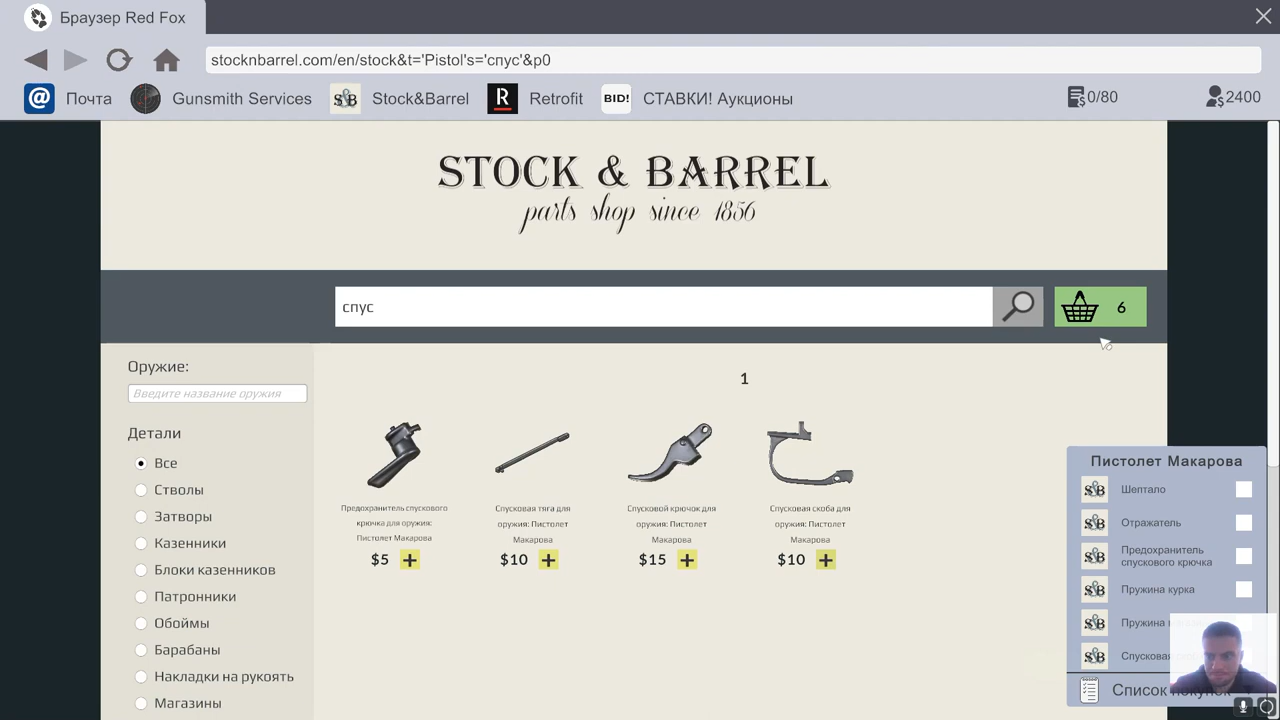 Браузер Red Fox
stocknbarrel.com/en/stock&t='Pistol's='спус'&p0
@ Почта Gunsmith Services S&B Stock&Barrel R Retrofit BID! СТАВКИ! Аукционы 0/80 2400
STOCK & BARREL
parts shop since 1856
спус
6
Оружие:
Введите название оружия
Детали
Все
Стволы
Затворы
Казенники
Блоки казенников
Патронники
Обоймы
Барабаны
Накладки на рукоять
Магазины
1
Предохранитель спускового
крючка для оружия:
Пистолет Макарова
$5 +
Спусковая тяга для
оружия: Пистолет
Макарова
$10 +
Спусковой крючок для
оружия: Пистолет
Макарова
$15 +
Спусковая скоба для
оружия: Пистолет
Макарова
$10 +
Пистолет Макарова
S&B Шептало
S&B Отражатель
S&B Предохранитель
спускового крючка
S&B Пружина курка
S&B Пружина
S&B Спусковая
Список покупок